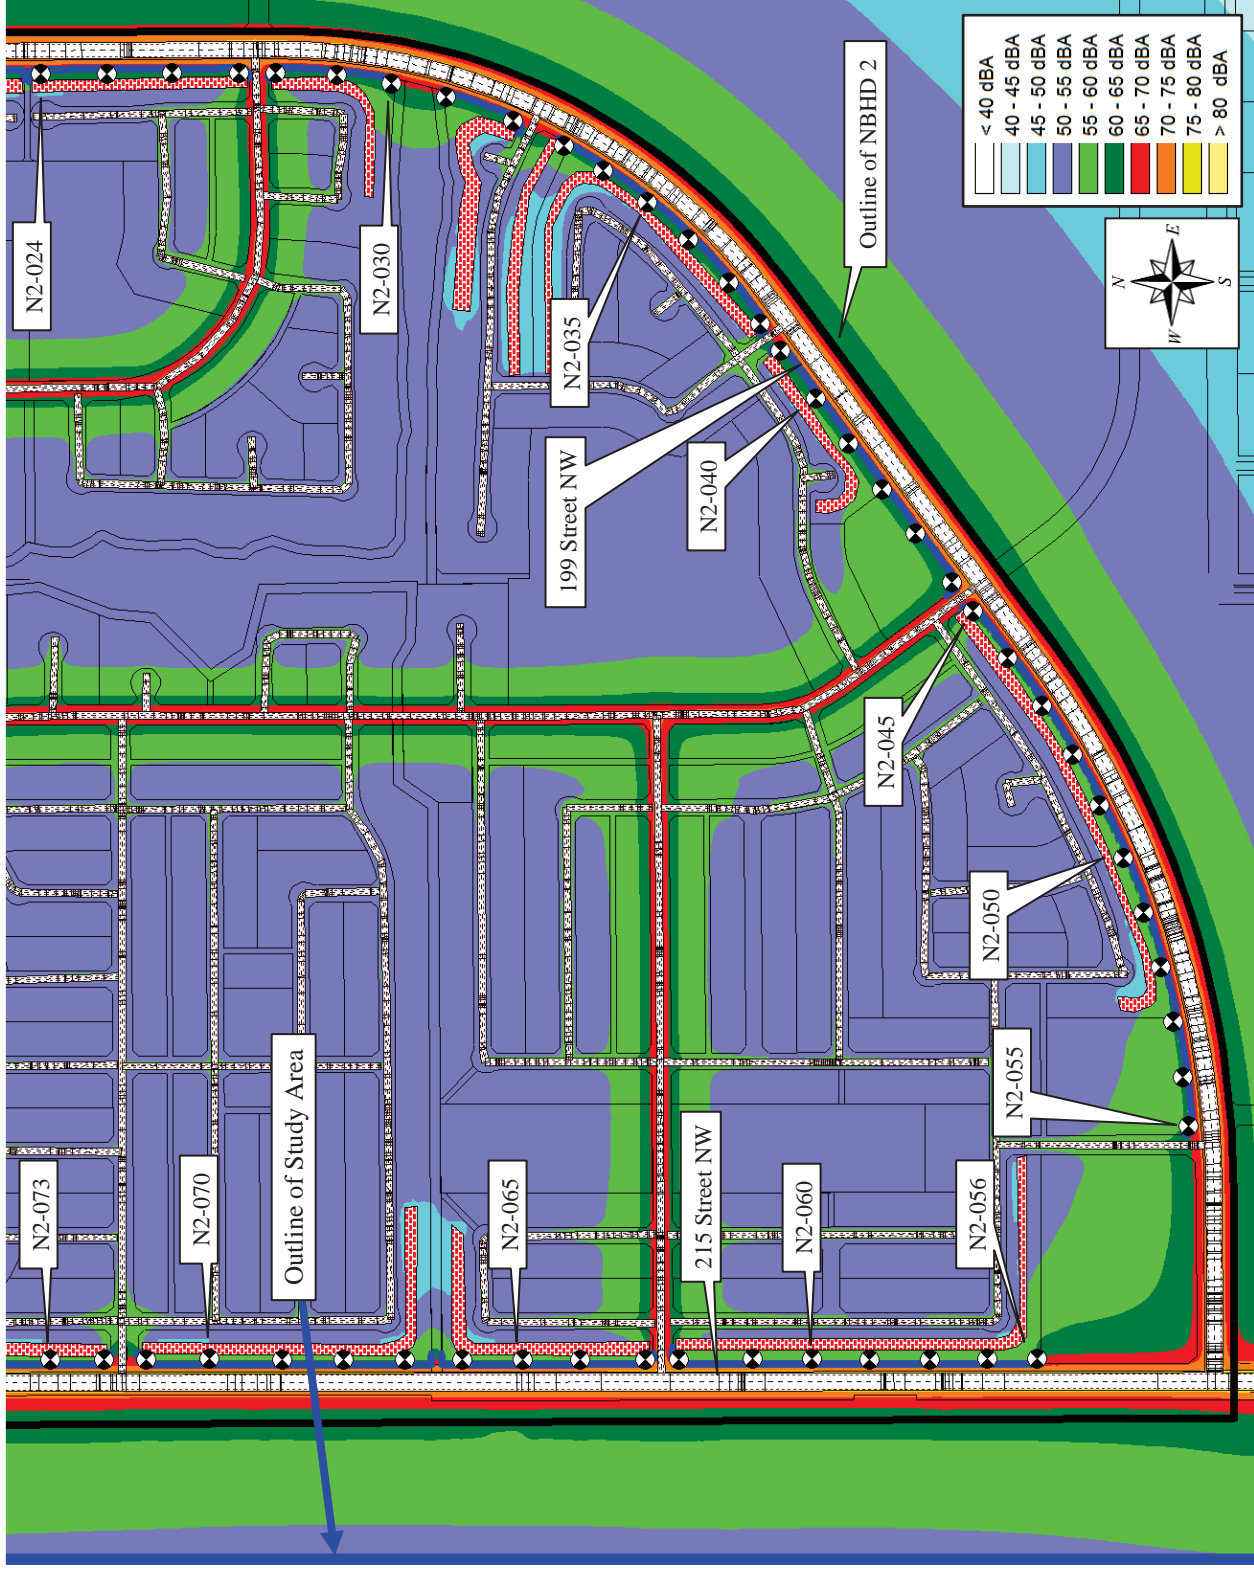 N2-024
N2-030
N2-035
199 Street NW
N2-040
Outline of NBHD 2
N2-045
N2-050
N2-055
N2-056
N2-060
215 Street NW
N2-065
Outline of Study Area
N2-070
N2-073
< 40 dBA
40 - 45 dBA
45 - 50 dBA
50 - 55 dBA
55 - 60 dBA
60 - 65 dBA
65 - 70 dBA
70 - 75 dBA
75 - 80 dBA
> 80 dBA
N
E
S
W